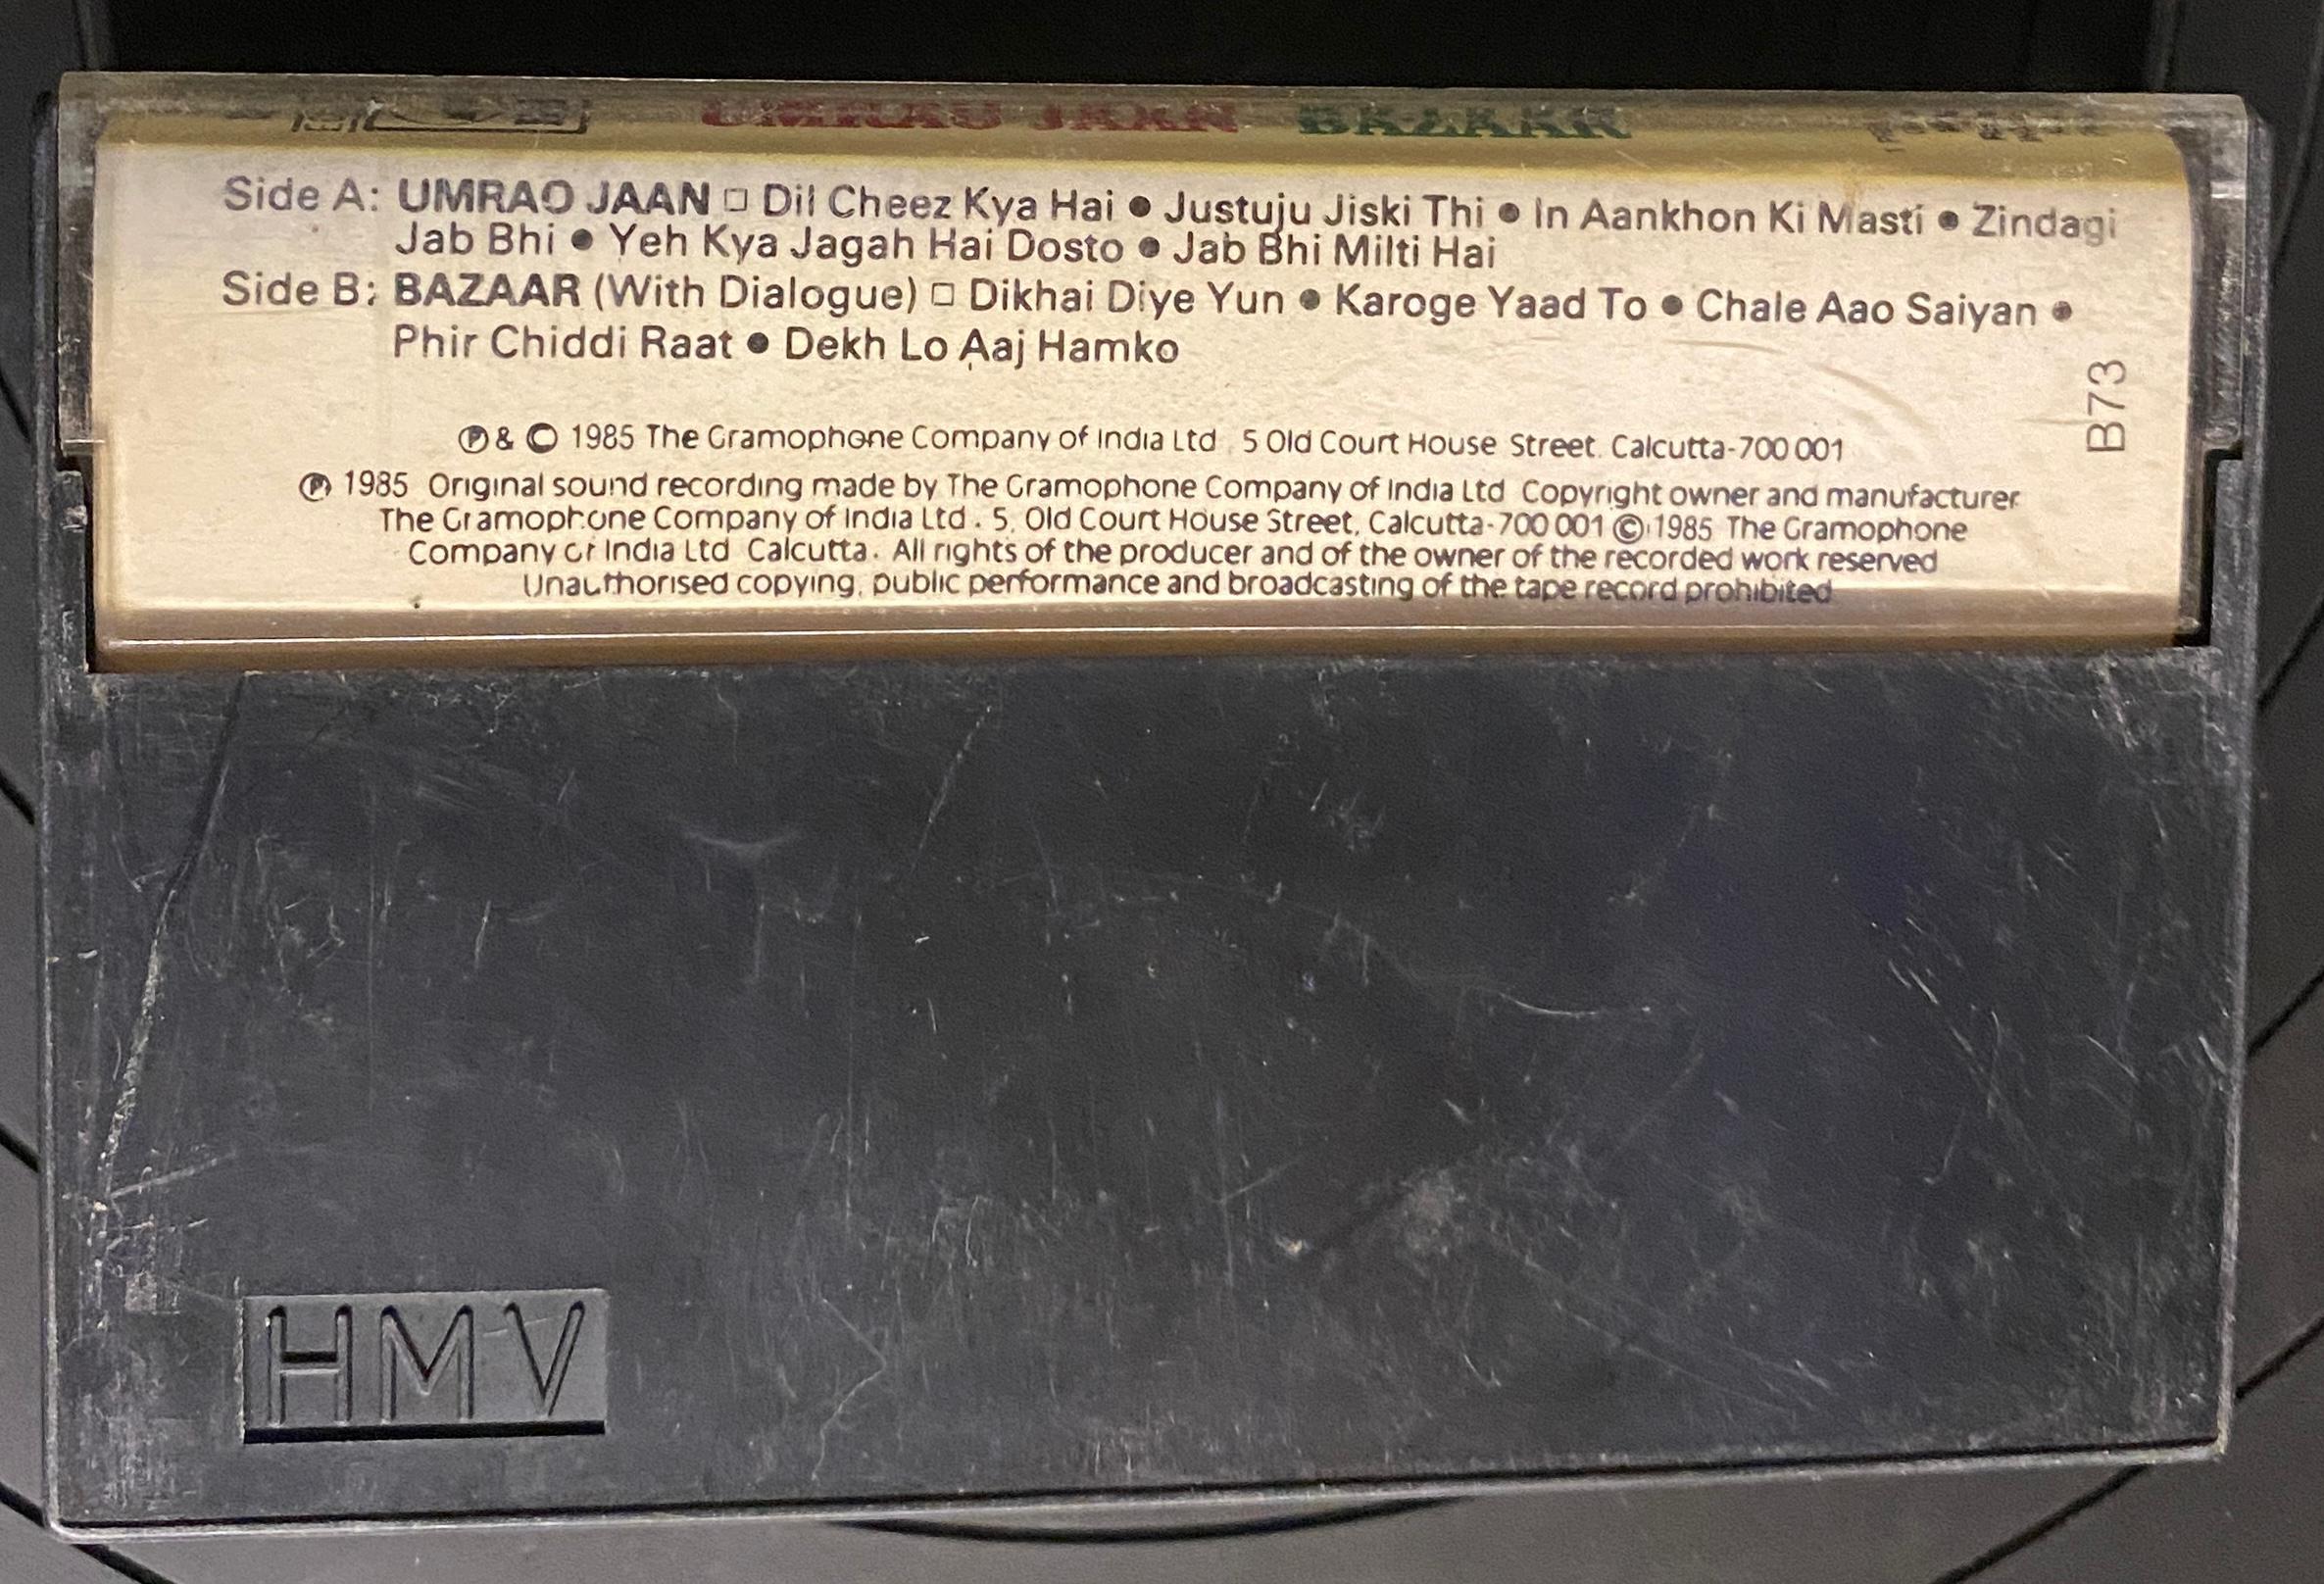 UMRAO JAAN BAZAAR
Side A: UMRAO JAAN □ Dil Cheez Kya Hai ● Justuju Jiski Thi ● In Aankhon Ki Masti ● Zindagi
Jab Bhi ● Yeh Kya Jagah Hai Dosto ● Jab Bhi Milti Hai
Side B: BAZAAR (With Dialogue) □ Dikhai Diye Yun ● Karoge Yaad To ● Chale Aao Saiyan ●
Phir Chiddi Raat ● Dekh Lo Aaj Hamko
B73
Ⓟ & © 1985 The Gramophone Company of India Ltd . 5 Old Court House Street. Calcutta-700 001
Ⓟ 1985 Original sound recording made by The Gramophone Company of India Ltd Copyright owner and manufacturer
The Gramophone Company of India Ltd . 5, Old Court House Street, Calcutta-700 001 © 1985 The Gramophone
Company of India Ltd Calcutta. All rights of the producer and of the owner of the recorded work reserved
Unauthorised copying, public performance and broadcasting of the tape record prohibited
HMV